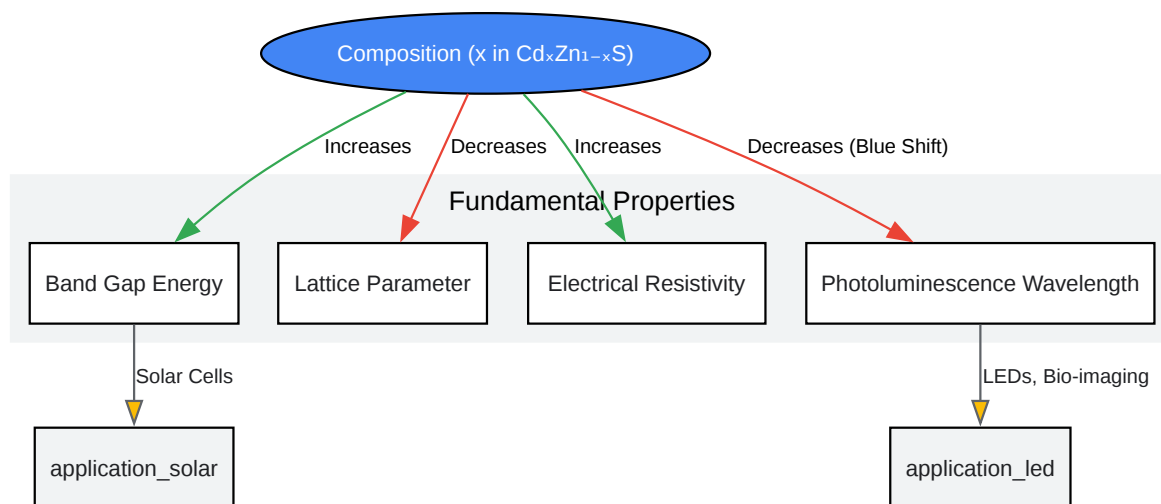 Composition (x in CdₓZn₁₋ₓS)
Increases
Decreases
Increases
Decreases (Blue Shift)
Fundamental Properties
Band Gap Energy
Lattice Parameter
Electrical Resistivity
Photoluminescence Wavelength
Solar Cells
LEDs, Bio-imaging
application_solar
application_led